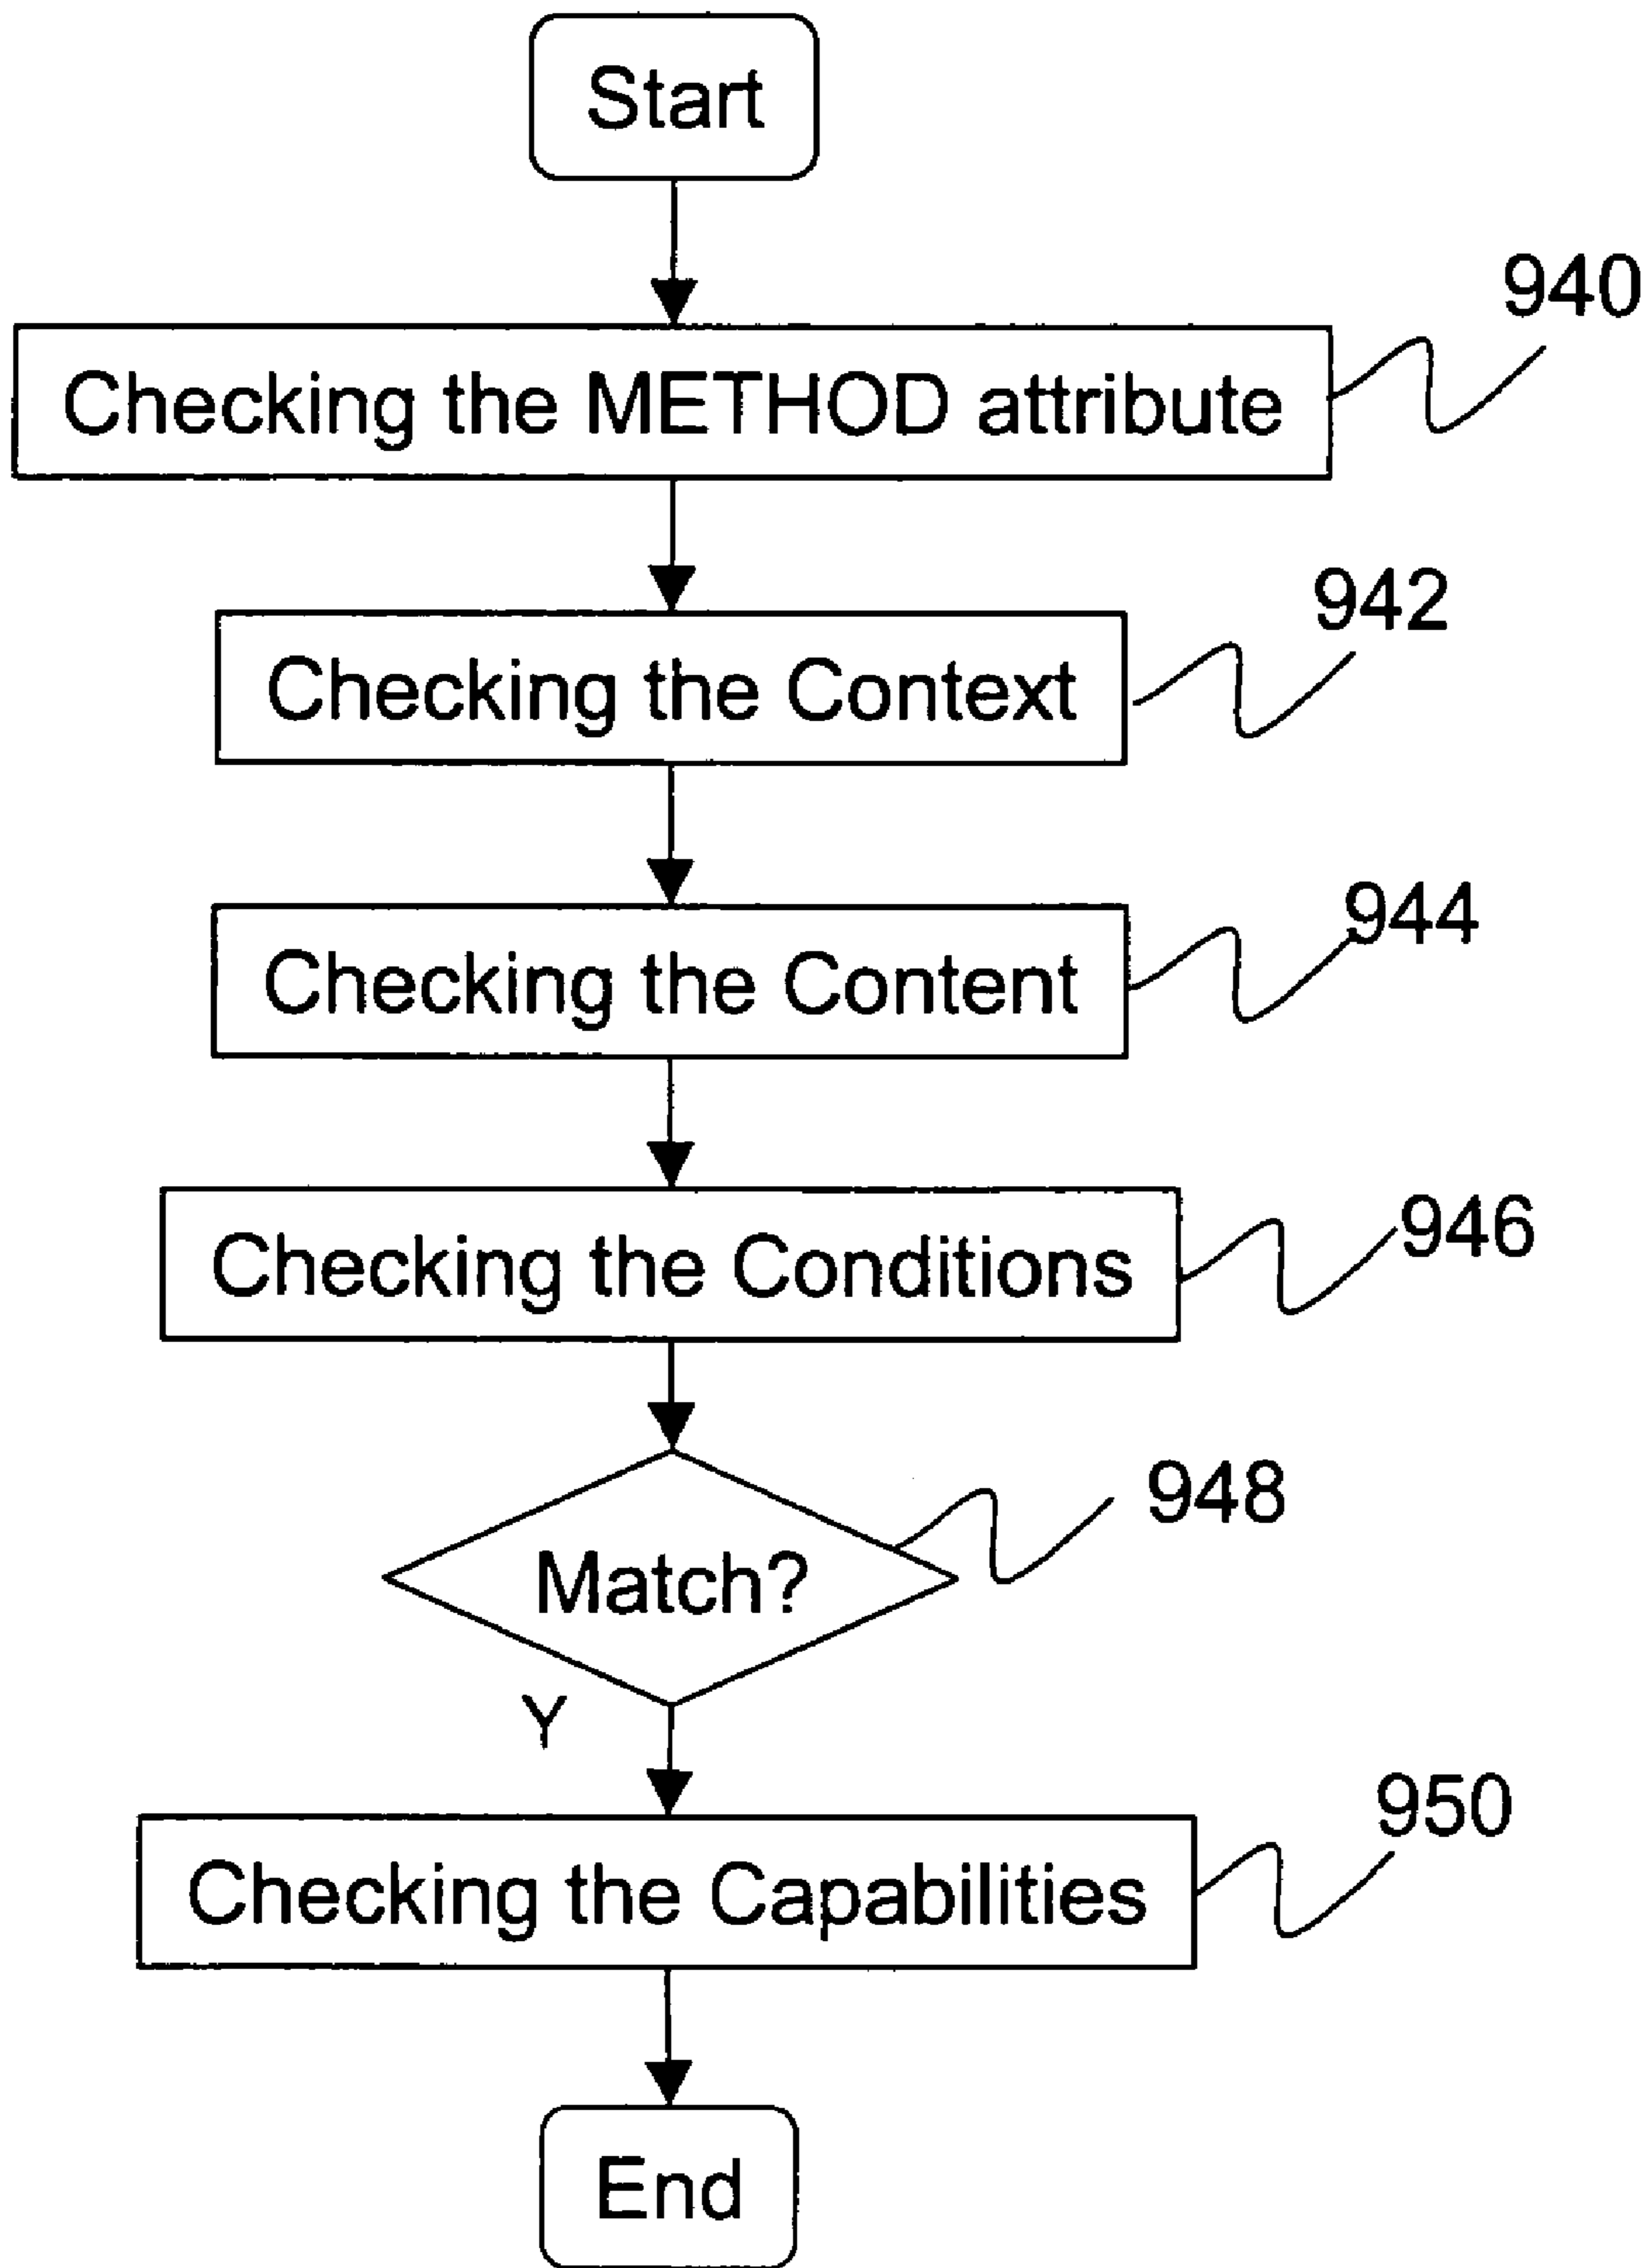 Start
940
Checking the METHOD attribute
942
Checking the Context
944
Checking the Content
946
Checking the Conditions
948
Match?
Y
950
Checking the Capabilities
End